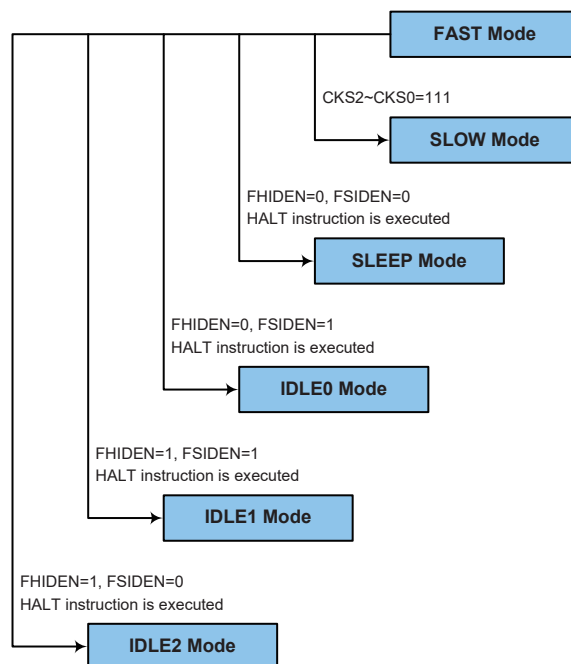 FAST Mode
CKS2~CKS0=111
SLOW Mode
FHIDEN=0, FSIDEN=0
HALT instruction is executed
SLEEP Mode
FHIDEN=0, FSIDEN=1
HALT instruction is executed
IDLE0 Mode
FHIDEN=1, FSIDEN=1
HALT instruction is executed
IDLE1 Mode
FHIDEN=1, FSIDEN=0
HALT instruction is executed
IDLE2 Mode